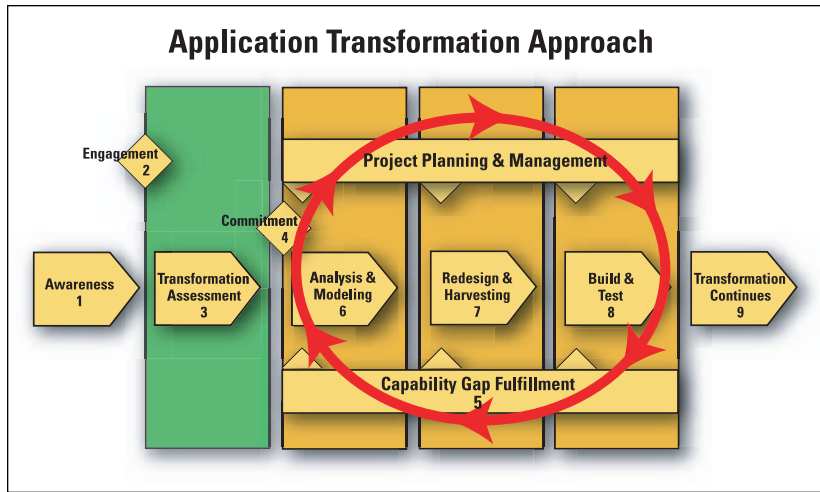 Application Transformation Approach
Engagement
2
Project Planning & Management
Commitment
4
Awareness
1
Transformation
Assessment
3
Analysis &
Modeling
6
Redesign &
Harvesting
7
Build &
Test
8
Transformation
Continues
9
Capability Gap Fulfillment
5